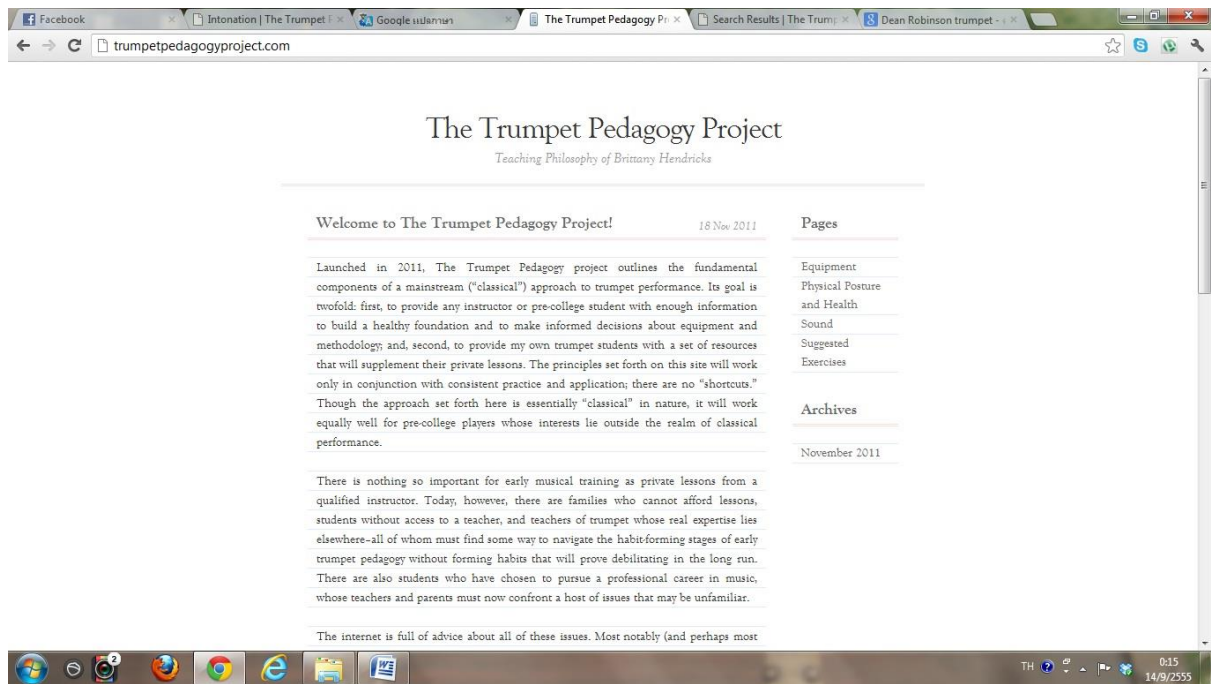 Facebook
Intonation | The Trumpet P
Google แปลภาษา
The Trumpet Pedagogy Pr
Search Results | The Trump
Dean Robinson trumpet -
trumpetpedagogyproject.com
The Trumpet Pedagogy Project
Teaching Philosophy of Brittany Hendricks
Welcome to The Trumpet Pedagogy Project!
18 Nov 2011
Launched in 2011, The Trumpet Pedagogy project outlines the fundamental
components of a mainstream (“classical”) approach to trumpet performance. Its goal is
twofold: first, to provide any instructor or pre-college student with enough information
to build a healthy foundation and to make informed decisions about equipment and
methodology; and, second, to provide my own trumpet students with a set of resources
that will supplement their private lessons. The principles set forth on this site will work
only in conjunction with consistent practice and application; there are no “shortcuts.”
Though the approach set forth here is essentially “classical” in nature, it will work
equally well for pre-college players whose interests lie outside the realm of classical
performance.
There is nothing so important for early musical training as private lessons from a
qualified instructor. Today, however, there are families who cannot afford lessons,
students without access to a teacher, and teachers of trumpet whose real expertise lies
elsewhere–all of whom must find some way to navigate the habit-forming stages of early
trumpet pedagogy without forming habits that will prove debilitating in the long run.
There are also students who have chosen to pursue a professional career in music,
whose teachers and parents must now confront a host of issues that may be unfamiliar.
The internet is full of advice about all of these issues. Most notably (and perhaps most
Pages
Equipment
Physical Posture
and Health
Sound
Suggested
Exercises
Archives
November 2011
2
TH
0:15
14/9/2555